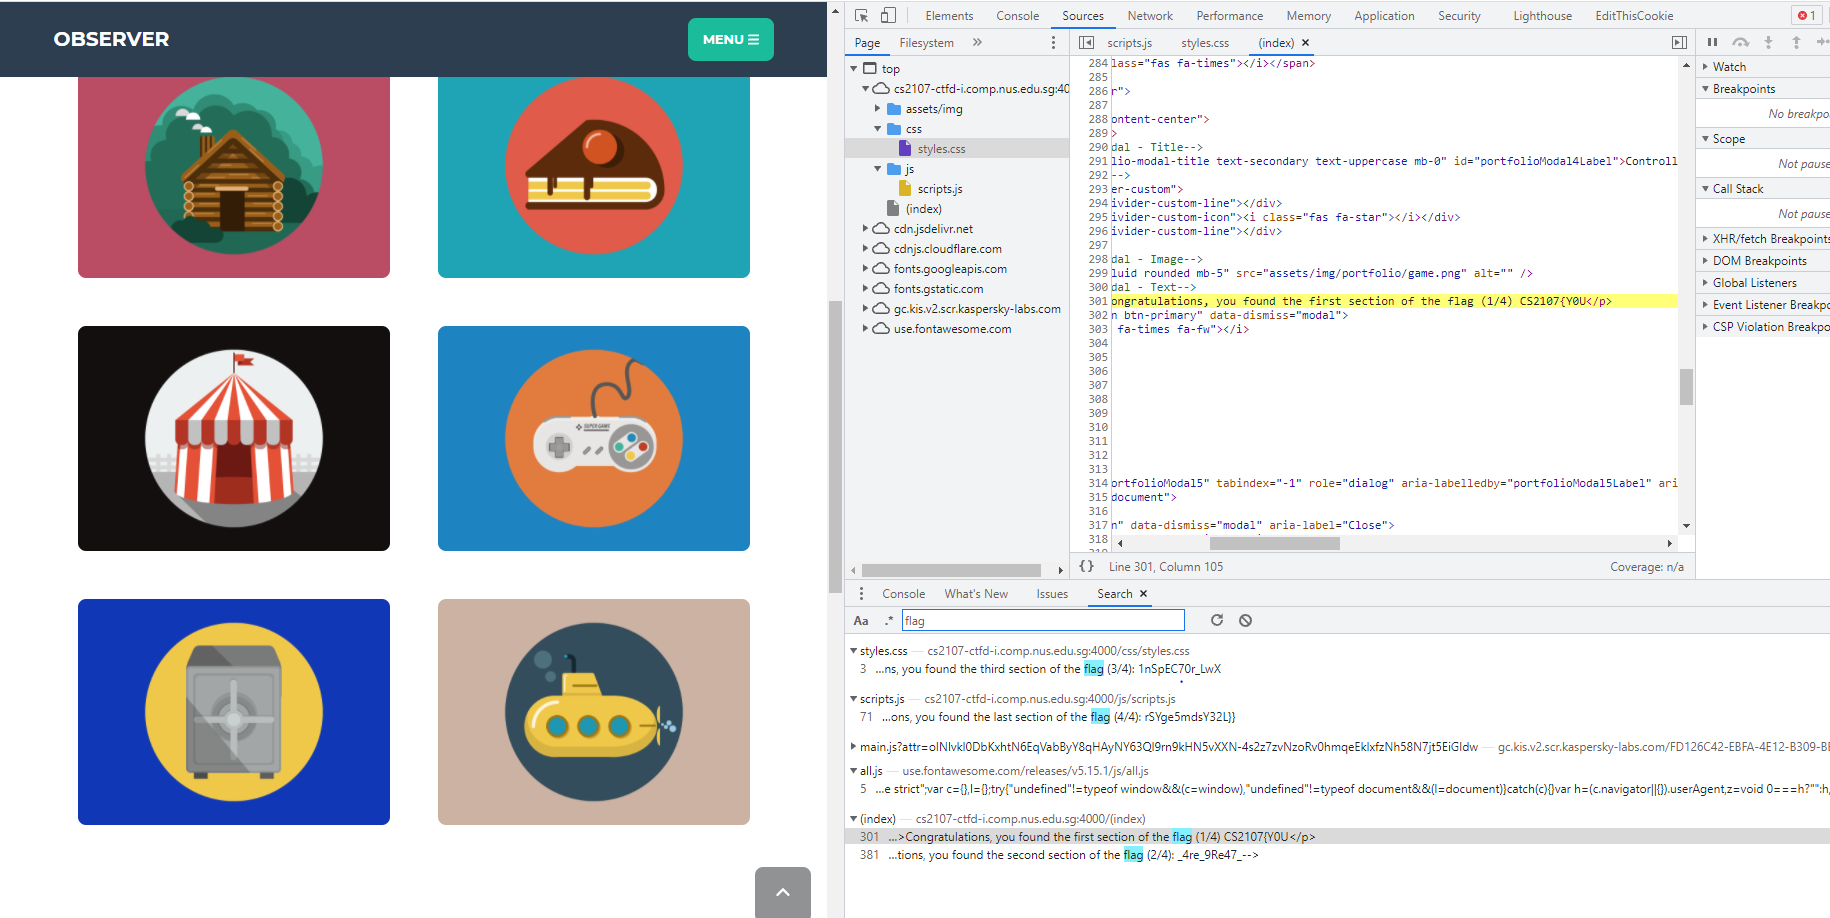 OBSERVER
MENU
SUPER GAME
Elements Console Sources Network Performance Memory Application Security Lighthouse EditThisCookie 1
Page Filesystem
scripts.js styles.css (index)
top
cs2107-ctfd-i.comp.nus.edu.sg:40
assets/img
css
styles.css
js
scripts.js
(index)
cdn.jsdelivr.net
cdnjs.cloudflare.com
fonts.googleapis.com
fonts.gstatic.com
gc.kis.v2.scr.kaspersky-labs.com
use.fontawesome.com
284 lass="fas fa-times"></i></span>
285
286 r">
287
288 ontent-center">
289 >
290 dal - Title-->
291 lio-modal-title text-secondary text-uppercase mb-0" id="portfolioModal4Label">Controll
292 -->
293 er-custom">
294 ivider-custom-line"></div>
295 ivider-custom-icon"><i class="fas fa-star"></i></div>
296 ivider-custom-line"></div>
297
298 dal - Image-->
299 luid rounded mb-5" src="assets/img/portfolio/game.png" alt="" />
300 dal - Text-->
301 ongratulations, you found the first section of the flag (1/4) CS2107{Y0U</p>
302 n btn-primary" data-dismiss="modal">
303 fa-times fa-fw"></i>
304
305
306
307
308
309
310
311
312
313
314 ortfolioModal5" tabindex="-1" role="dialog" aria-labelledby="portfolioModal5Label" ari
315 document">
316
317 n" data-dismiss="modal" aria-label="Close">
318
{} Line 301, Column 105 Coverage: n/a
Watch
Breakpoints
No breakpo
Scope
Not pause
Call Stack
Not pause
XHR/fetch Breakpoints
DOM Breakpoints
Global Listeners
Event Listener Breakpo
CSP Violation Breakpo
Console What's New Issues Search
Aa .* flag
styles.css — cs2107-ctfd-i.comp.nus.edu.sg:4000/css/styles.css
3 …ns, you found the third section of the flag (3/4): 1nSpEC70r_LwX
scripts.js — cs2107-ctfd-i.comp.nus.edu.sg:4000/js/scripts.js
71 …ons, you found the last section of the flag (4/4): rSYge5mdsY32L}}
all.js — use.fontawesome.com/releases/v5.15.1/js/all.js
5 …e strict";var c={},l={};try{"undefined"!=typeof window&&(c=window),"undefined"!=typeof document&&(l=document)}catch(c){}var h=(c.navigator||{}).userAgent,z=void 0===h?"":h,
(index) — cs2107-ctfd-i.comp.nus.edu.sg:4000/(index)
301 …>Congratulations, you found the first section of the flag (1/4) CS2107{Y0U</p>
381 …tions, you found the second section of the flag (2/4): _4re_9Re47_-->